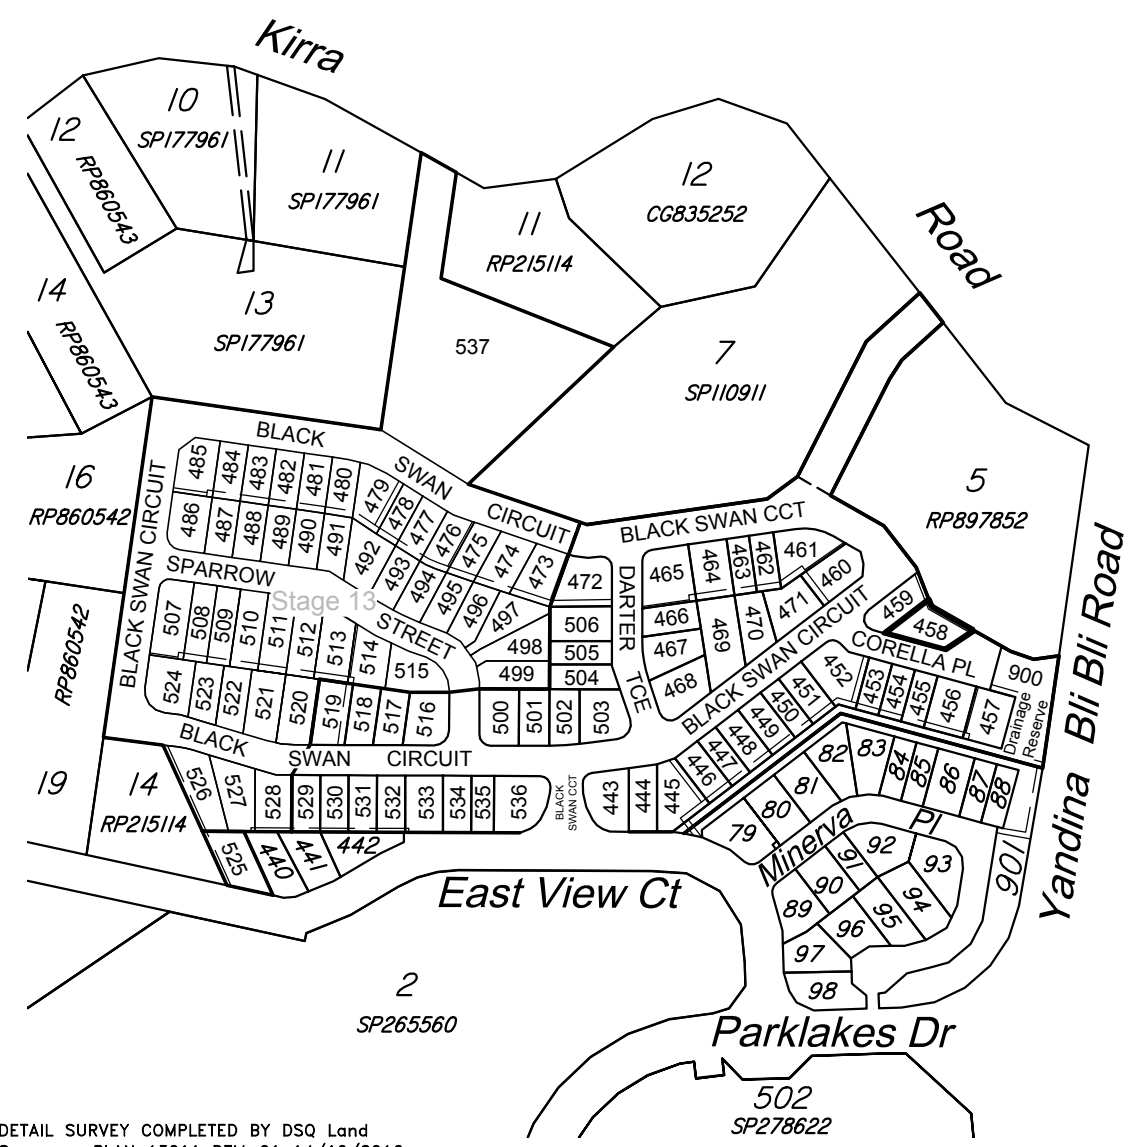 Kirra
10
SP177961
12
RP860543
11
SP177961
12
CG835252
11
RP215114
Road
14
RP860543
13
SP177961
537
7
SP110911
5
RP897852
16
RP860542
BLACK SWAN CIRCUIT
BLACK SWAN CIRCUIT
BLACK SWAN CCT
485 484 483 482 481 480 479 478 477 476 475 474 473
486 487 488 489 490 491 492 493 494 495 496 497
498
499
472
506
505
504
DARTER TCE
465 464 463 462 461
460
466
467
468
469
470
471
459
458
CORELLA PL
BLACK SWAN CIRCUIT
SPARROW STREET
Stage 13
507 508 509 510 511 512 513 514 515
524 523 522 521 520 519 518 517 516
500 501 502 503
RP860542
19
14
RP215114
BLACK SWAN CIRCUIT
526 527 528 529 530 531 532 533 534 535 536
BLACK
SWAN CCT
525 440 441 442
443 444 445 446 447 448 449 450 451 452 453 454 455 456 457
900
Drainage
Reserve
79 80 81 82 83 84 85 86 87 88
Minerva Pl
89 90 91 92 93
94 95 96
97
98
901
Yandina Bli Bli Road
East View Ct
2
SP265560
Parklakes Dr
502
SP278622
DETAIL SURVEY COMPLETED BY DSQ Land